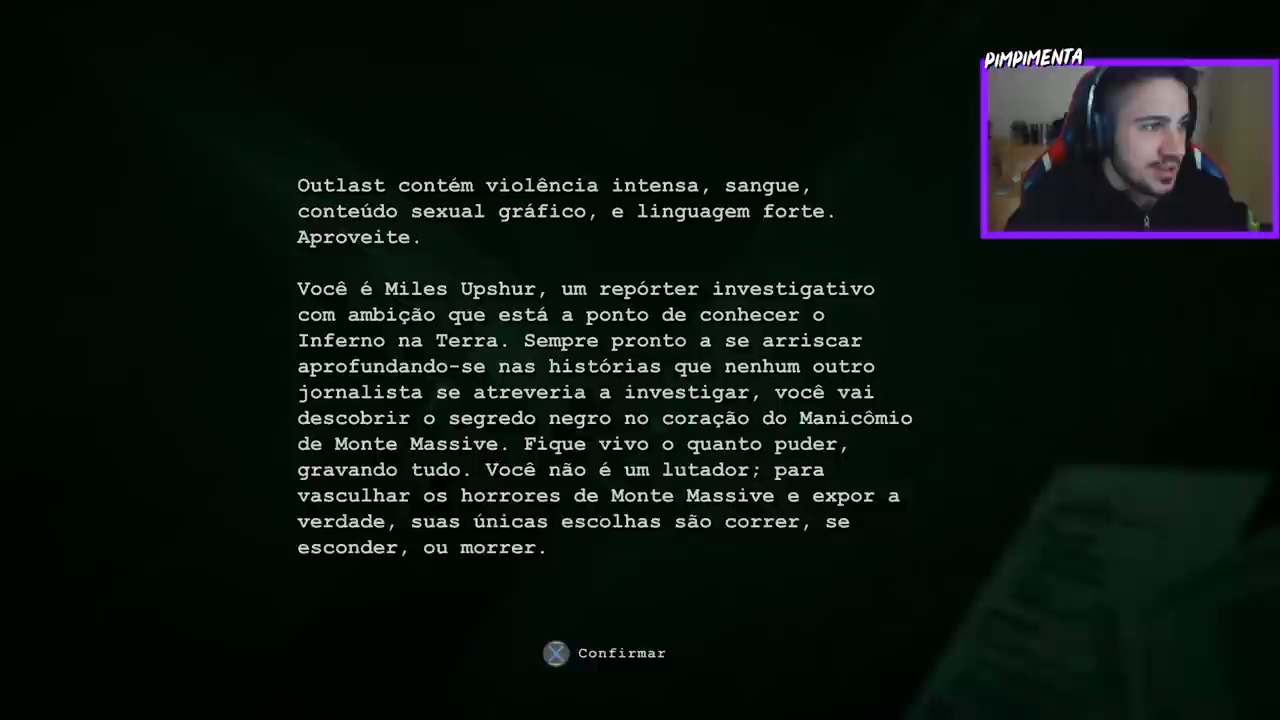 PIMPIMENTA
Outlast contém violência intensa, sangue,
conteúdo sexual gráfico, e linguagem forte.
Aproveite.
Você é Miles Upshur, um repórter investigativo
com ambição que está a ponto de conhecer o
Inferno na Terra. Sempre pronto a se arriscar
aprofundando-se nas histórias que nenhum outro
jornalista se atreveria a investigar, você vai
descobrir o segredo negro no coração do Manicômio
de Monte Massive. Fique vivo o quanto puder,
gravando tudo. Você não é um lutador; para
vasculhar os horrores de Monte Massive e expor a
verdade, suas únicas escolhas são correr, se
esconder, ou morrer.
Confirmar